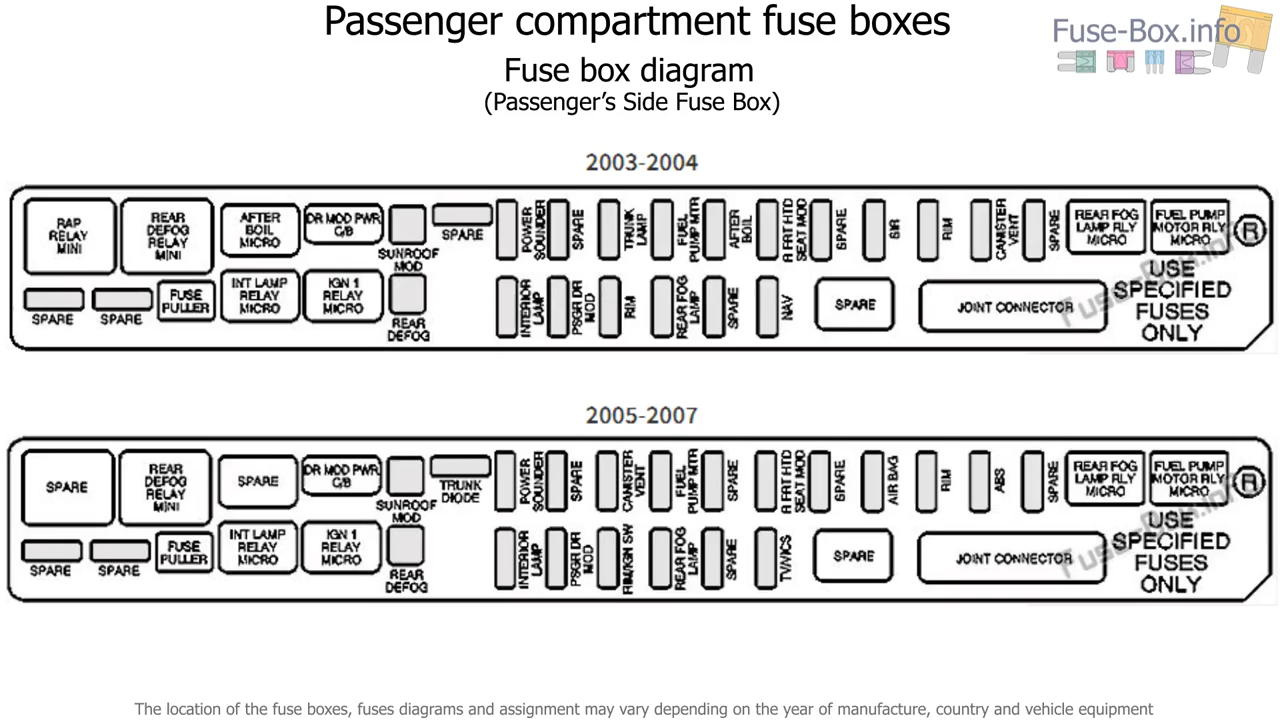 Passenger compartment fuse boxes
Fuse-Box.info
Fuse box diagram
(Passenger’s Side Fuse Box)
2003-2004
RAP
RELAY
MINI
REAR
DEFOG
RELAY
MINI
AFTER
BOIL
MICRO
DR MOD PWR
C/B
SUNROOF
MOD
SPARE
POWER
SOUNDER
SPARE
TRUNK
LAMP
FUEL
PUMP MTR
AFTER
BOIL
R FRT HTD
SEAT MOD
SPARE
SIR
RIM
CANISTER
VENT
SPARE
REAR FOG
LAMP RLY
MICRO
FUEL PUMP
MOTOR RLY
MICRO
R
SPARE
SPARE
FUSE
PULLER
INT LAMP
RELAY
MICRO
IGN 1
RELAY
MICRO
REAR
DEFOG
INTERIOR
LAMP
PSGR DR
MOD
RIM
REAR FOG
LAMP
SPARE
NAV
SPARE
JOINT CONNECTOR
USE
SPECIFIED
FUSES
ONLY
Fuse-Box.info
2005-2007
SPARE
REAR
DEFOG
RELAY
MINI
SPARE
DR MOD PWR
C/B
SUNROOF
MOD
TRUNK
DIODE
POWER
SOUNDER
SPARE
CANISTER
VENT
FUEL
PUMP MTR
SPARE
R FRT HTD
SEAT MOD
SPARE
AIR BAG
RIM
ABS
SPARE
REAR FOG
LAMP RLY
MICRO
FUEL PUMP
MOTOR RLY
MICRO
R
SPARE
SPARE
FUSE
PULLER
INT LAMP
RELAY
MICRO
IGN 1
RELAY
MICRO
REAR
DEFOG
INTERIOR
LAMP
PSGR DR
MOD
RIM/IGN SW
REAR FOG
LAMP
SPARE
TV/VICS
SPARE
JOINT CONNECTOR
USE
SPECIFIED
FUSES
ONLY
Fuse-Box.info
The location of the fuse boxes, fuses diagrams and assignment may vary depending on the year of manufacture, country and vehicle equipment